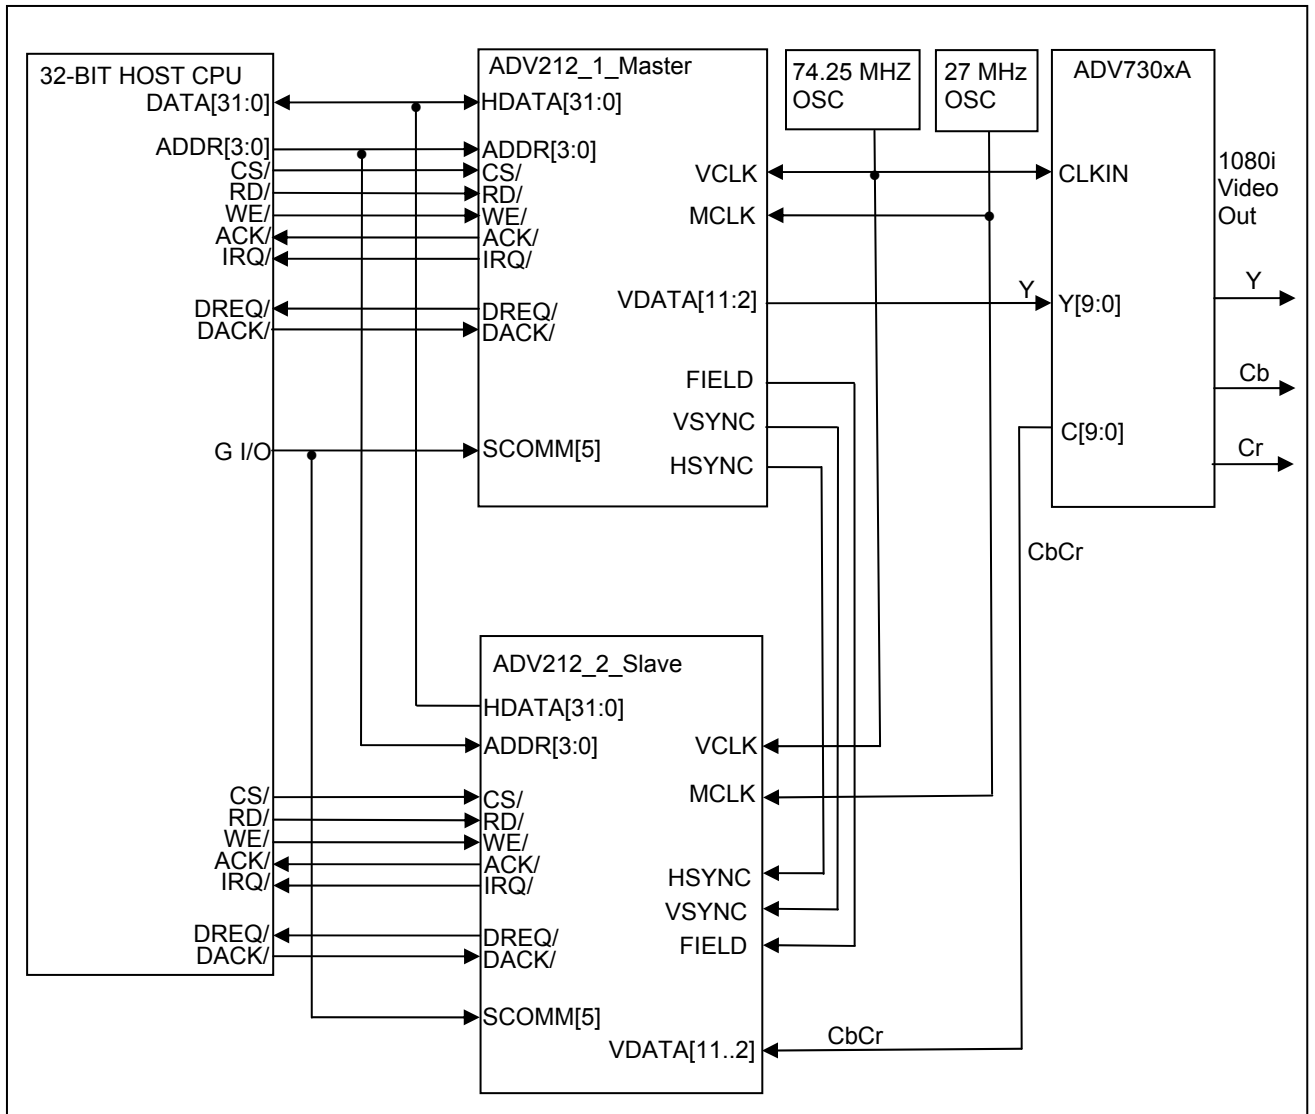 32-BIT HOST CPU
DATA[31:0]
ADDR[3:0]
CS/
RD/
WE/
ACK/
IRQ/
DREQ/
DACK/
G I/O
CS/
RD/
WE/
ACK/
IRQ/
DREQ/
DACK/
ADV212_1_Master
HDATA[31:0]
ADDR[3:0]
CS/
RD/
WE/
ACK/
IRQ/
DREQ/
DACK/
SCOMM[5]
VCLK
MCLK
VDATA[11:2]
FIELD
VSYNC
HSYNC
74.25 MHZ
OSC
27 MHz
OSC
ADV730xA
CLKIN
Y
Y[9:0]
C[9:0]
1080i
Video
Out
Y
Cb
Cr
CbCr
ADV212_2_Slave
HDATA[31:0]
ADDR[3:0]
CS/
RD/
WE/
ACK/
IRQ/
DREQ/
DACK/
SCOMM[5]
VCLK
MCLK
HSYNC
VSYNC
FIELD
VDATA[11..2]
CbCr